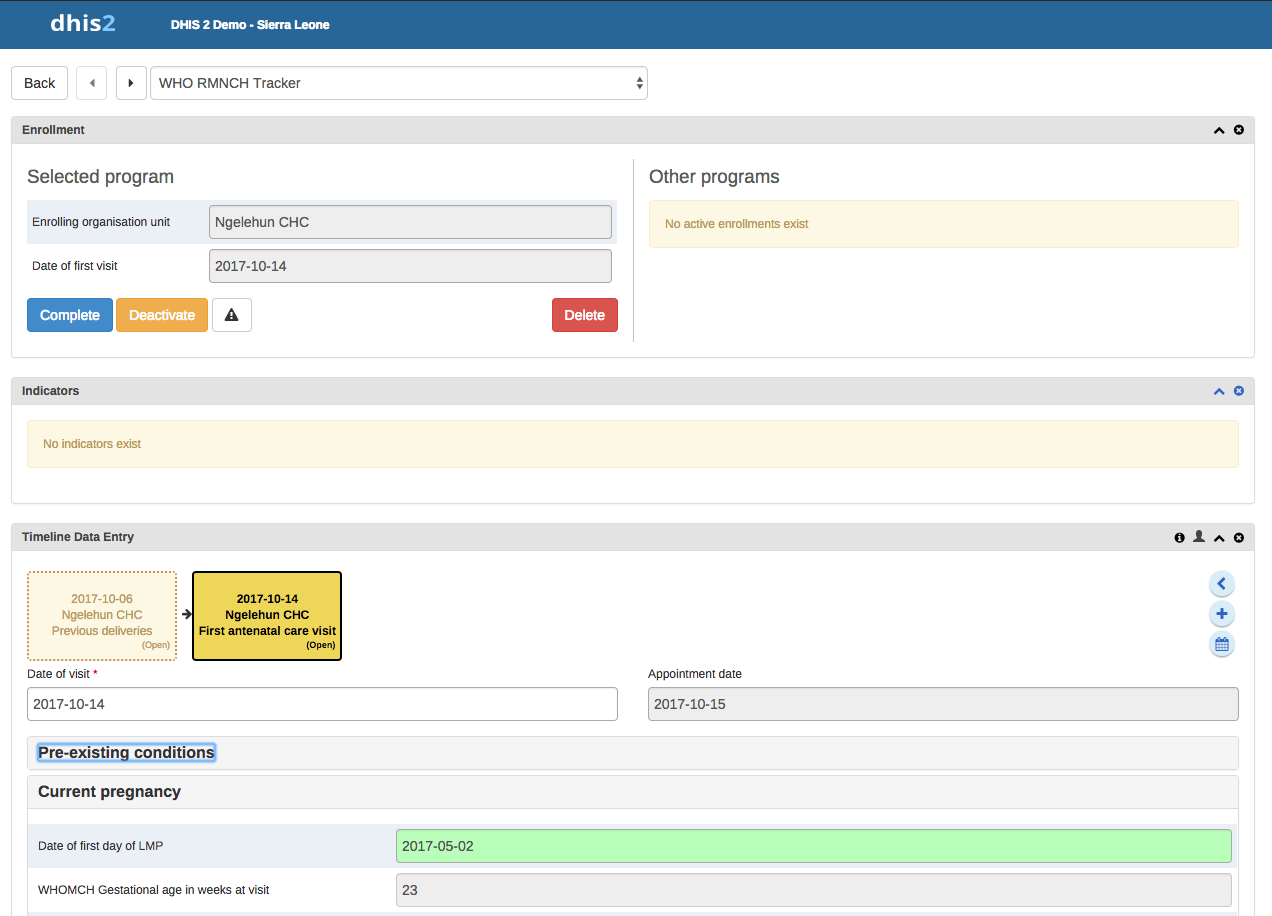 dhis2
DHIS 2 Demo - Sierra Leone
Back
WHO RMNCH Tracker
Enrollment
Selected program
Enrolling organisation unit
Ngelehun CHC
Date of first visit
2017-10-14
Complete
Deactivate
Delete
Other programs
No active enrollments exist
Indicators
No indicators exist
Timeline Data Entry
2017-10-06
Ngelehun CHC
Previous deliveries
(Open)
2017-10-14
Ngelehun CHC
First antenatal care visit
(Open)
Date of visit *
2017-10-14
Appointment date
2017-10-15
Pre-existing conditions
Current pregnancy
Date of first day of LMP
2017-05-02
WHOMCH Gestational age in weeks at visit
23